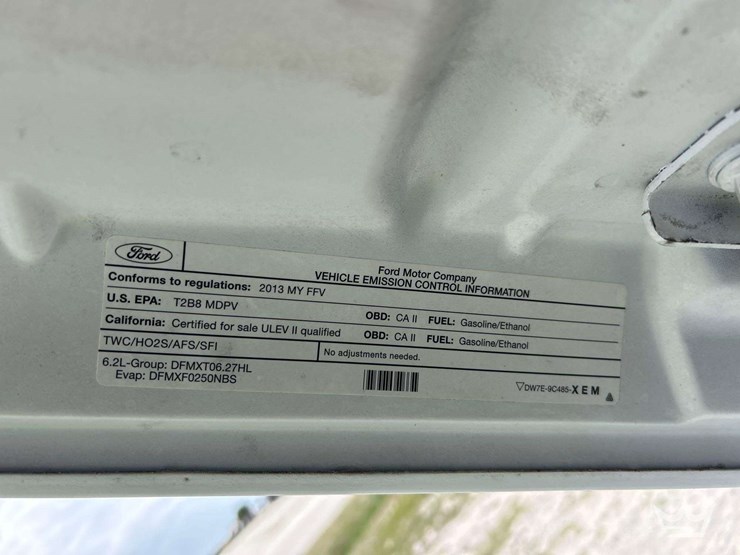 Ford
Ford Motor Company
VEHICLE EMISSION CONTROL INFORMATION
Conforms to regulations: 2013 MY FFV
U.S. EPA: T2B8 MDPV OBD: CA II FUEL: Gasoline/Ethanol
California: Certified for sale ULEV II qualified OBD: CA II FUEL: Gasoline/Ethanol
TWC/HO2S/AFS/SFI No adjustments needed.
6.2L-Group: DFMXT06.27HL
Evap: DFMXF0250NBS
DW7E-9C485-XEM